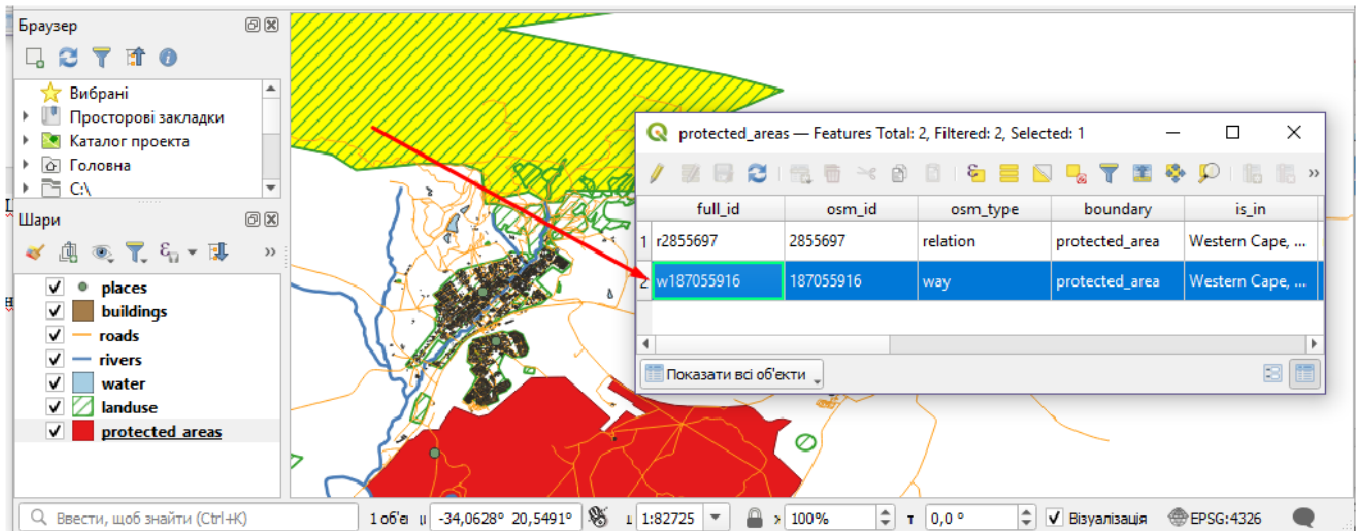 Браузер
Вибрані
Просторові закладки
Каталог проекта
Головна
C:\
Шари
places
buildings
roads
rivers
water
landuse
protected_areas
protected_areas — Features Total: 2, Filtered: 2, Selected: 1
full_id osm_id osm_type boundary is_in
1 r2855697 2855697 relation protected_area Western Cape, ...
2 w187055916 187055916 way protected_area Western Cape, ...
Показати всі об'єкти
Ввести, щоб знайти (Ctrl+K) 1 об'є -34,0628° 20,5491° 1:82725 100% т 0,0 ° Візуалізація EPSG:4326